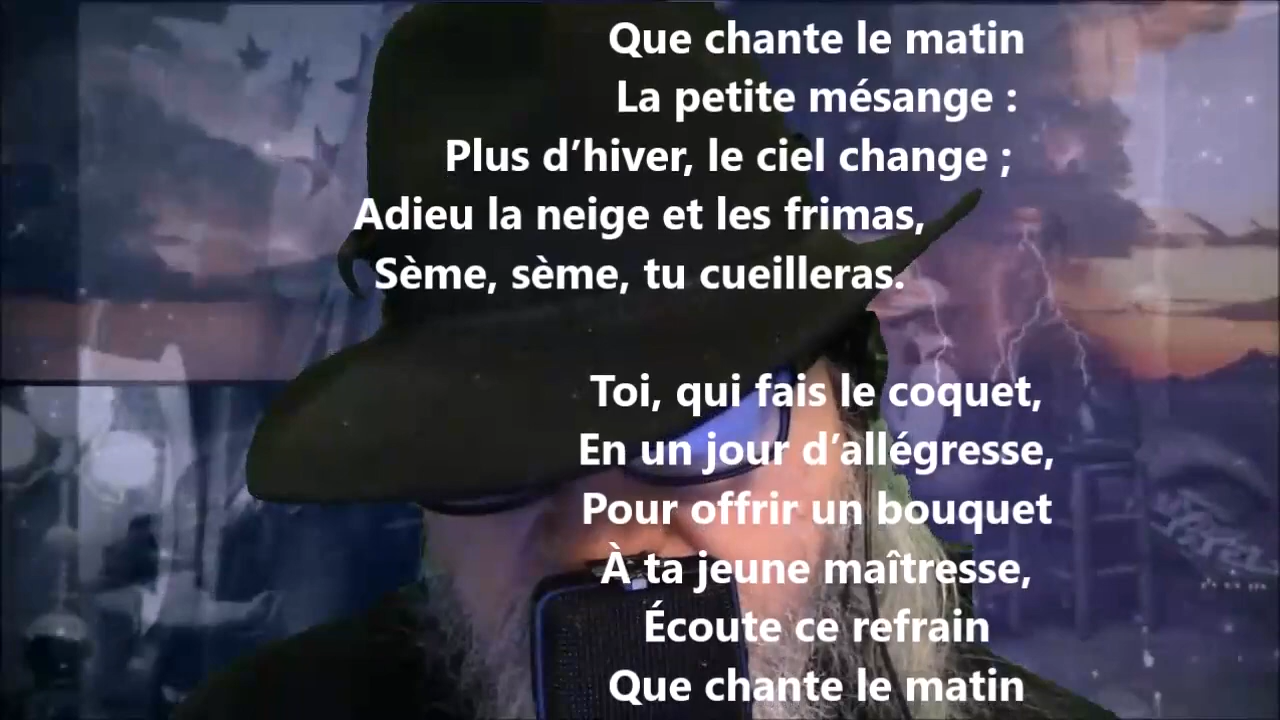 Que chante le matin
La petite mésange :
Plus d’hiver, le ciel change ;
Adieu la neige et les frimas,
Sème, sème, tu cueilleras.
Toi, qui fais le coquet,
En un jour d’allégresse,
Pour offrir un bouquet
À ta jeune maîtresse,
Écoute ce refrain
Que chante le matin